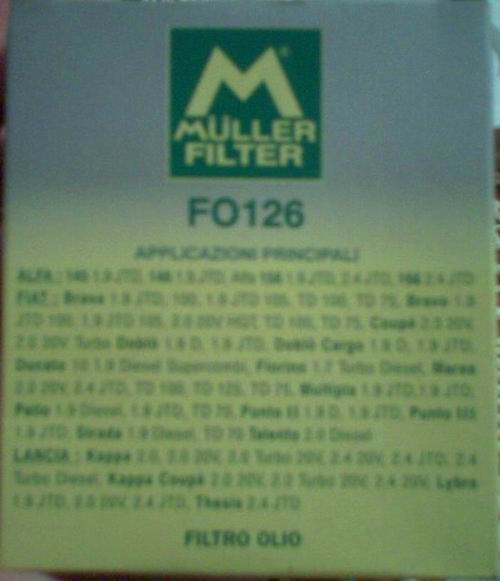 M®
MÜLLER
FILTER
FO126
APPLICAZIONI PRINCIPALI
ALFA : 145 1.9 JTD, 146 1.9 JTD, Alfa 156 1.9 JTD, 2.4 JTD, 166 2.4 JTD
FIAT : Brava 1.9 JTD, 100, 1.9 JTD 105, TD 100, TD 75, Bravo 1.9
JTD 100, 1.9 JTD 105, 2.0 20V HGT, TD 100, TD 75, Coupé 2.0 20V,
2.0 20V Turbo Doblò 1.9 D, 1.9 JTD, Doblò Cargo 1.9 D, 1.9 JTD,
Ducato 10 1.9 Diesel Supercombi, Fiorino 1.7 Turbo Diesel, Marea
2.0 20V, 2.4 JTD, TD 100, TD 125, TD 75, Multipla 1.9 JTD,1.9 JTD,
Palio 1.9 Diesel, 1.9 JTD, TD 70, Punto II 1.9 D, 1.9 JTD, Punto III
1.9 JTD, Strada 1.9 Diesel, TD 70 Talento 2.0 Diesel
LANCIA : Kappa 2.0, 2.0 20V, 2.0 Turbo 20V, 2.4 20V, 2.4 JTD, 2.4
Turbo Diesel, Kappa Coupé 2.0 20V, 2.0 Turbo 20V, 2.4 20V, Lybra
1.9 JTD, 2.0 20V, 2.4 JTD, Thesis 2.4 JTD
FILTRO OLIO